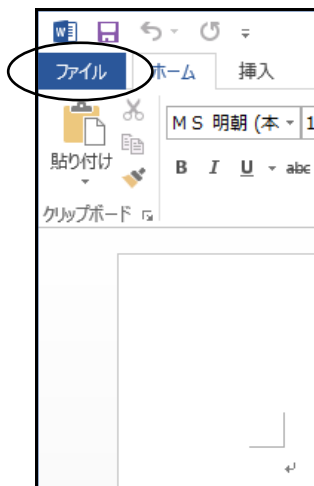 ファイル ホーム 挿入
貼り付け
MS 明朝 (本 1
B I U abc
クリップボード